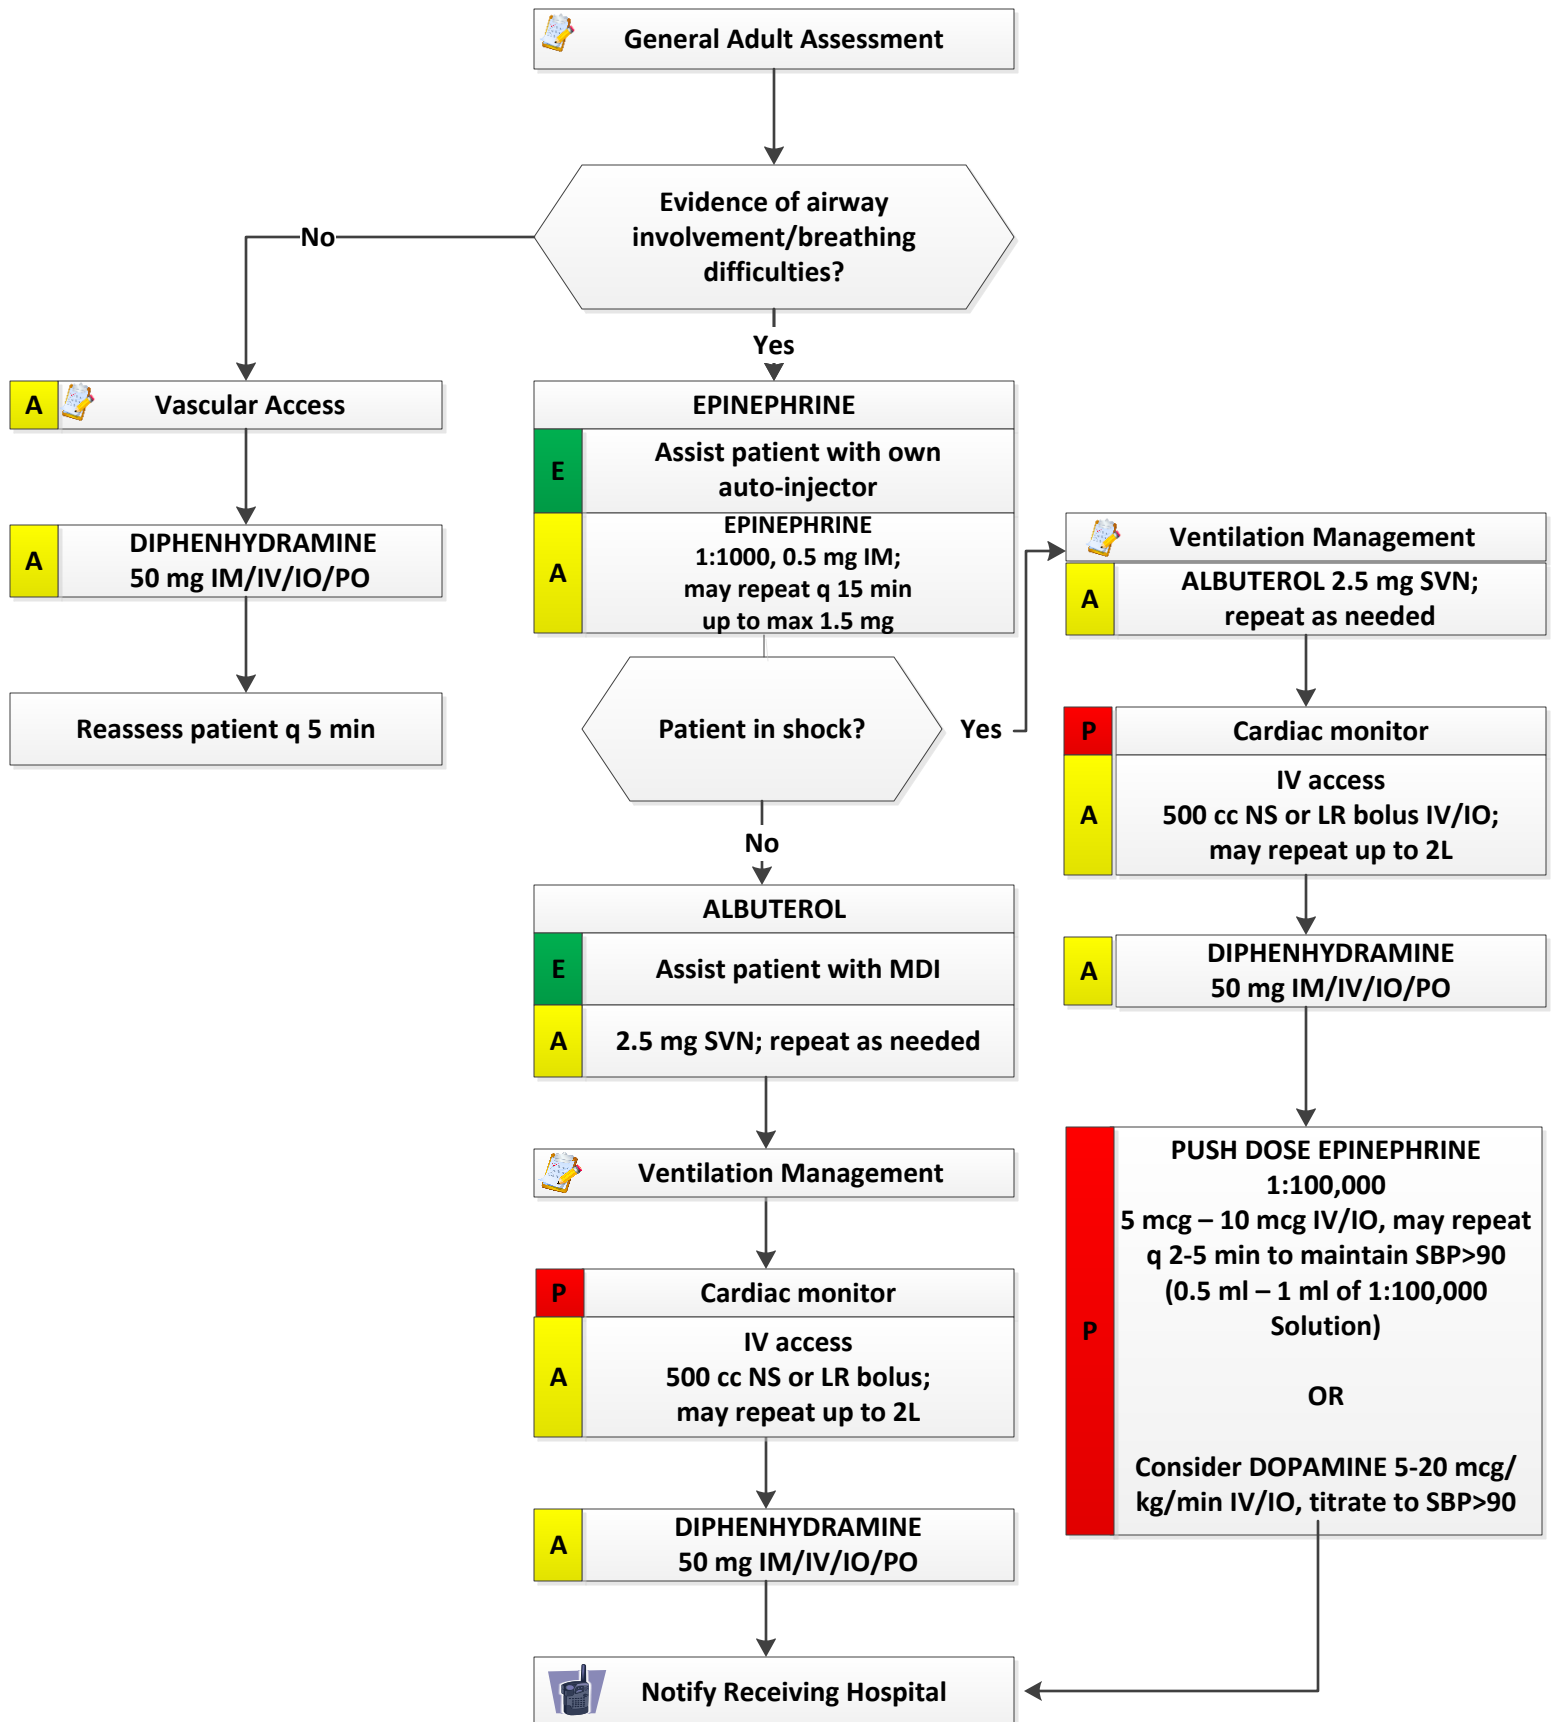 General Adult Assessment
Evidence of airway
involvement/breathing
difficulties?
No
Yes
A
Vascular Access
A
DIPHENHYDRAMINE
50 mg IM/IV/IO/PO
Reassess patient q 5 min
EPINEPHRINE
E
Assist patient with own
auto-injector
A
EPINEPHRINE
1:1000, 0.5 mg IM;
may repeat q 15 min
up to max 1.5 mg
Patient in shock?
Yes
No
ALBUTEROL
E
Assist patient with MDI
A
2.5 mg SVN; repeat as needed
Ventilation Management
P
Cardiac monitor
A
IV access
500 cc NS or LR bolus;
may repeat up to 2L
A
DIPHENHYDRAMINE
50 mg IM/IV/IO/PO
Ventilation Management
A
ALBUTEROL 2.5 mg SVN;
repeat as needed
P
Cardiac monitor
A
IV access
500 cc NS or LR bolus IV/IO;
may repeat up to 2L
A
DIPHENHYDRAMINE
50 mg IM/IV/IO/PO
P
PUSH DOSE EPINEPHRINE
1:100,000
5 mcg – 10 mcg IV/IO, may repeat
q 2-5 min to maintain SBP>90
(0.5 ml – 1 ml of 1:100,000
Solution)
OR
Consider DOPAMINE 5-20 mcg/
kg/min IV/IO, titrate to SBP>90
Notify Receiving Hospital